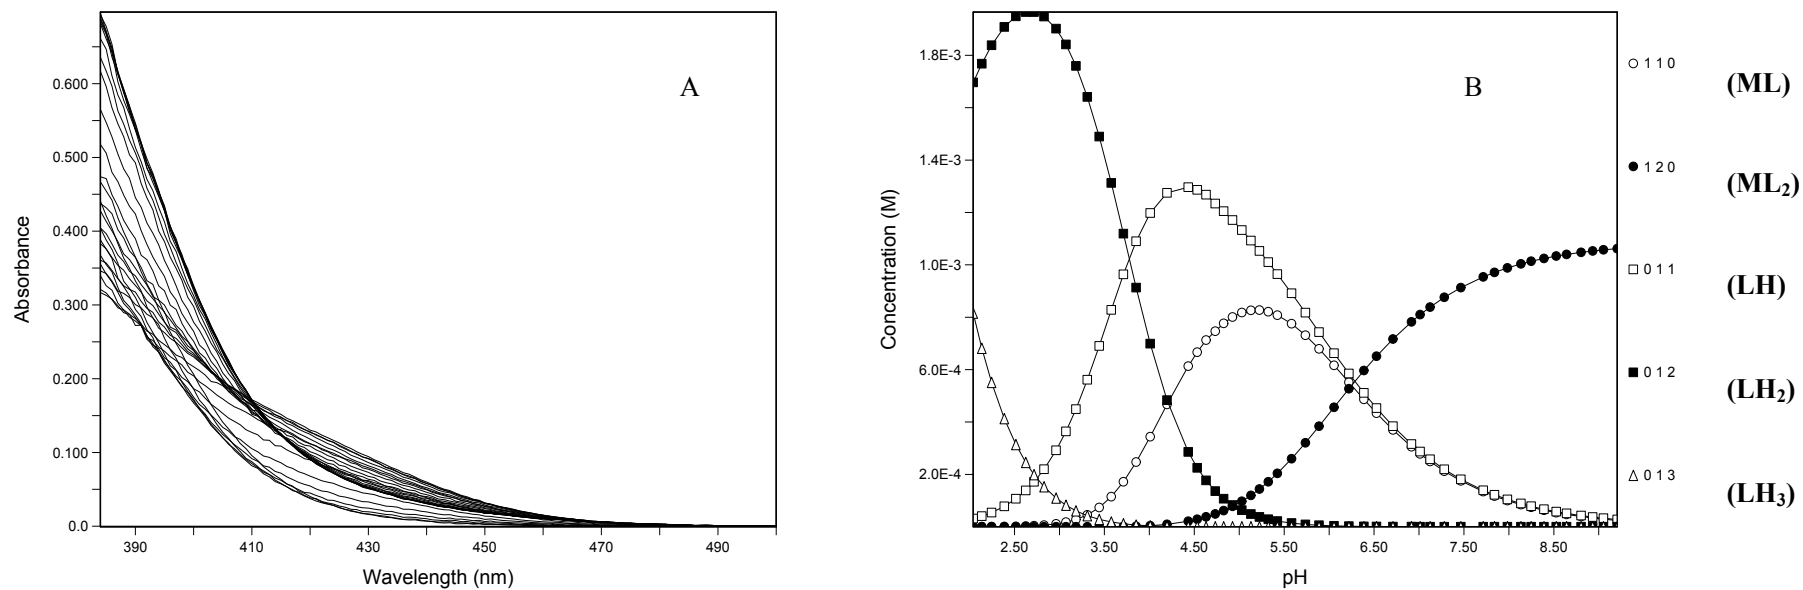 A
0.600
0.500
0.400
0.300
0.200
0.100
0.0
390
410
430
450
470
490
Absorbance
Wavelength (nm)
B
1.8E-3
1.4E-3
1.0E-3
6.0E-4
2.0E-4
2.50
3.50
4.50
5.50
6.50
7.50
8.50
Concentration (M)
pH
1 1 0 (ML)
1 2 0 (ML₂)
0 1 1 (LH)
0 1 2 (LH₂)
0 1 3 (LH₃)